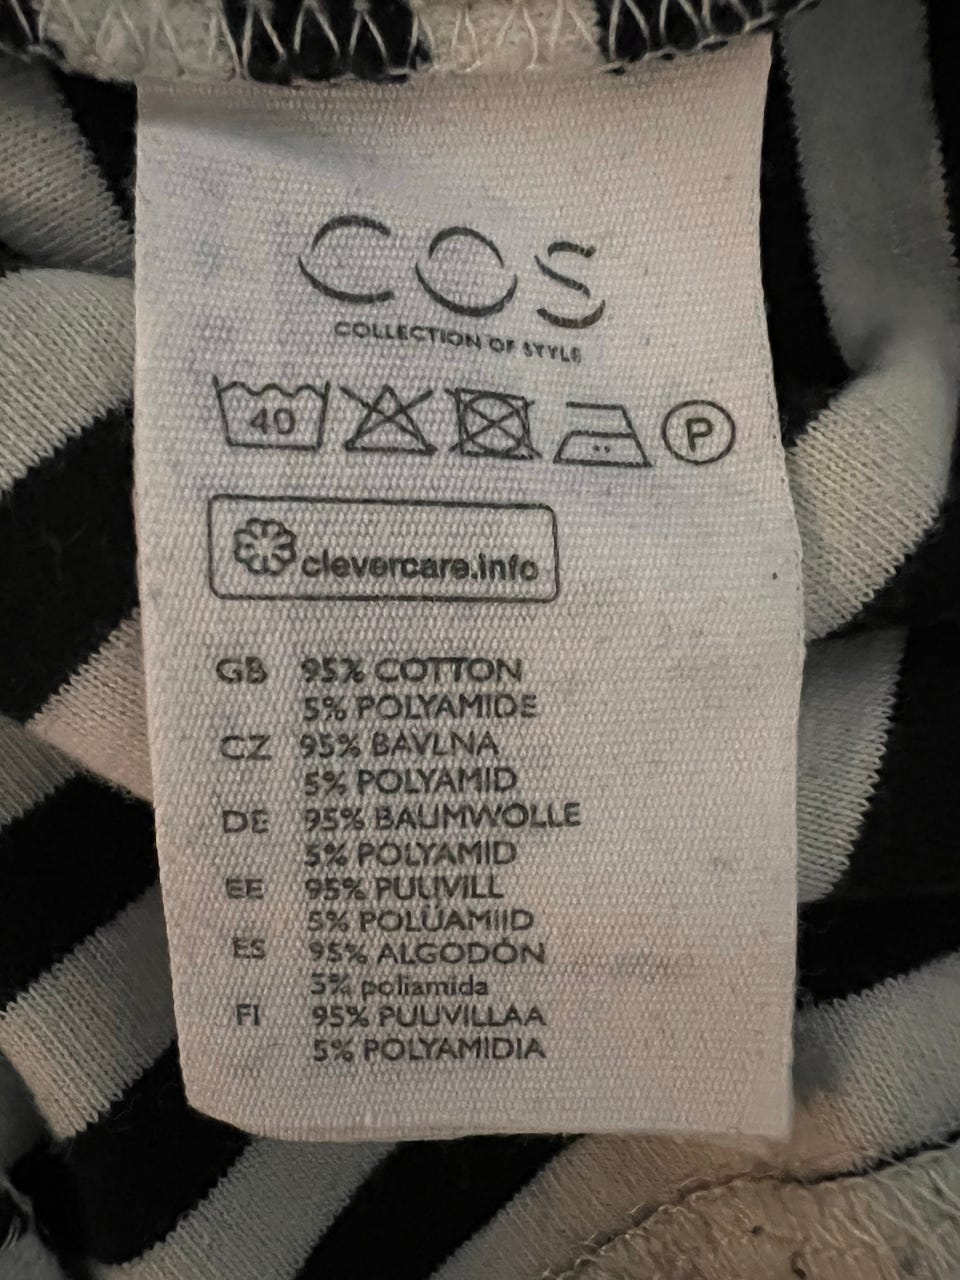 COS
COLLECTION OF STYLE
40 P
clevercare.info
GB 95% COTTON
5% POLYAMIDE
CZ 95% BAVLNA
5% POLYAMID
DE 95% BAUMWOLLE
5% POLYAMID
EE 95% PUUVILL
5% POLÜAMIID
ES 95% ALGODÓN
5% poliamida
FI 95% PUUVILLAA
5% POLYAMIDIA